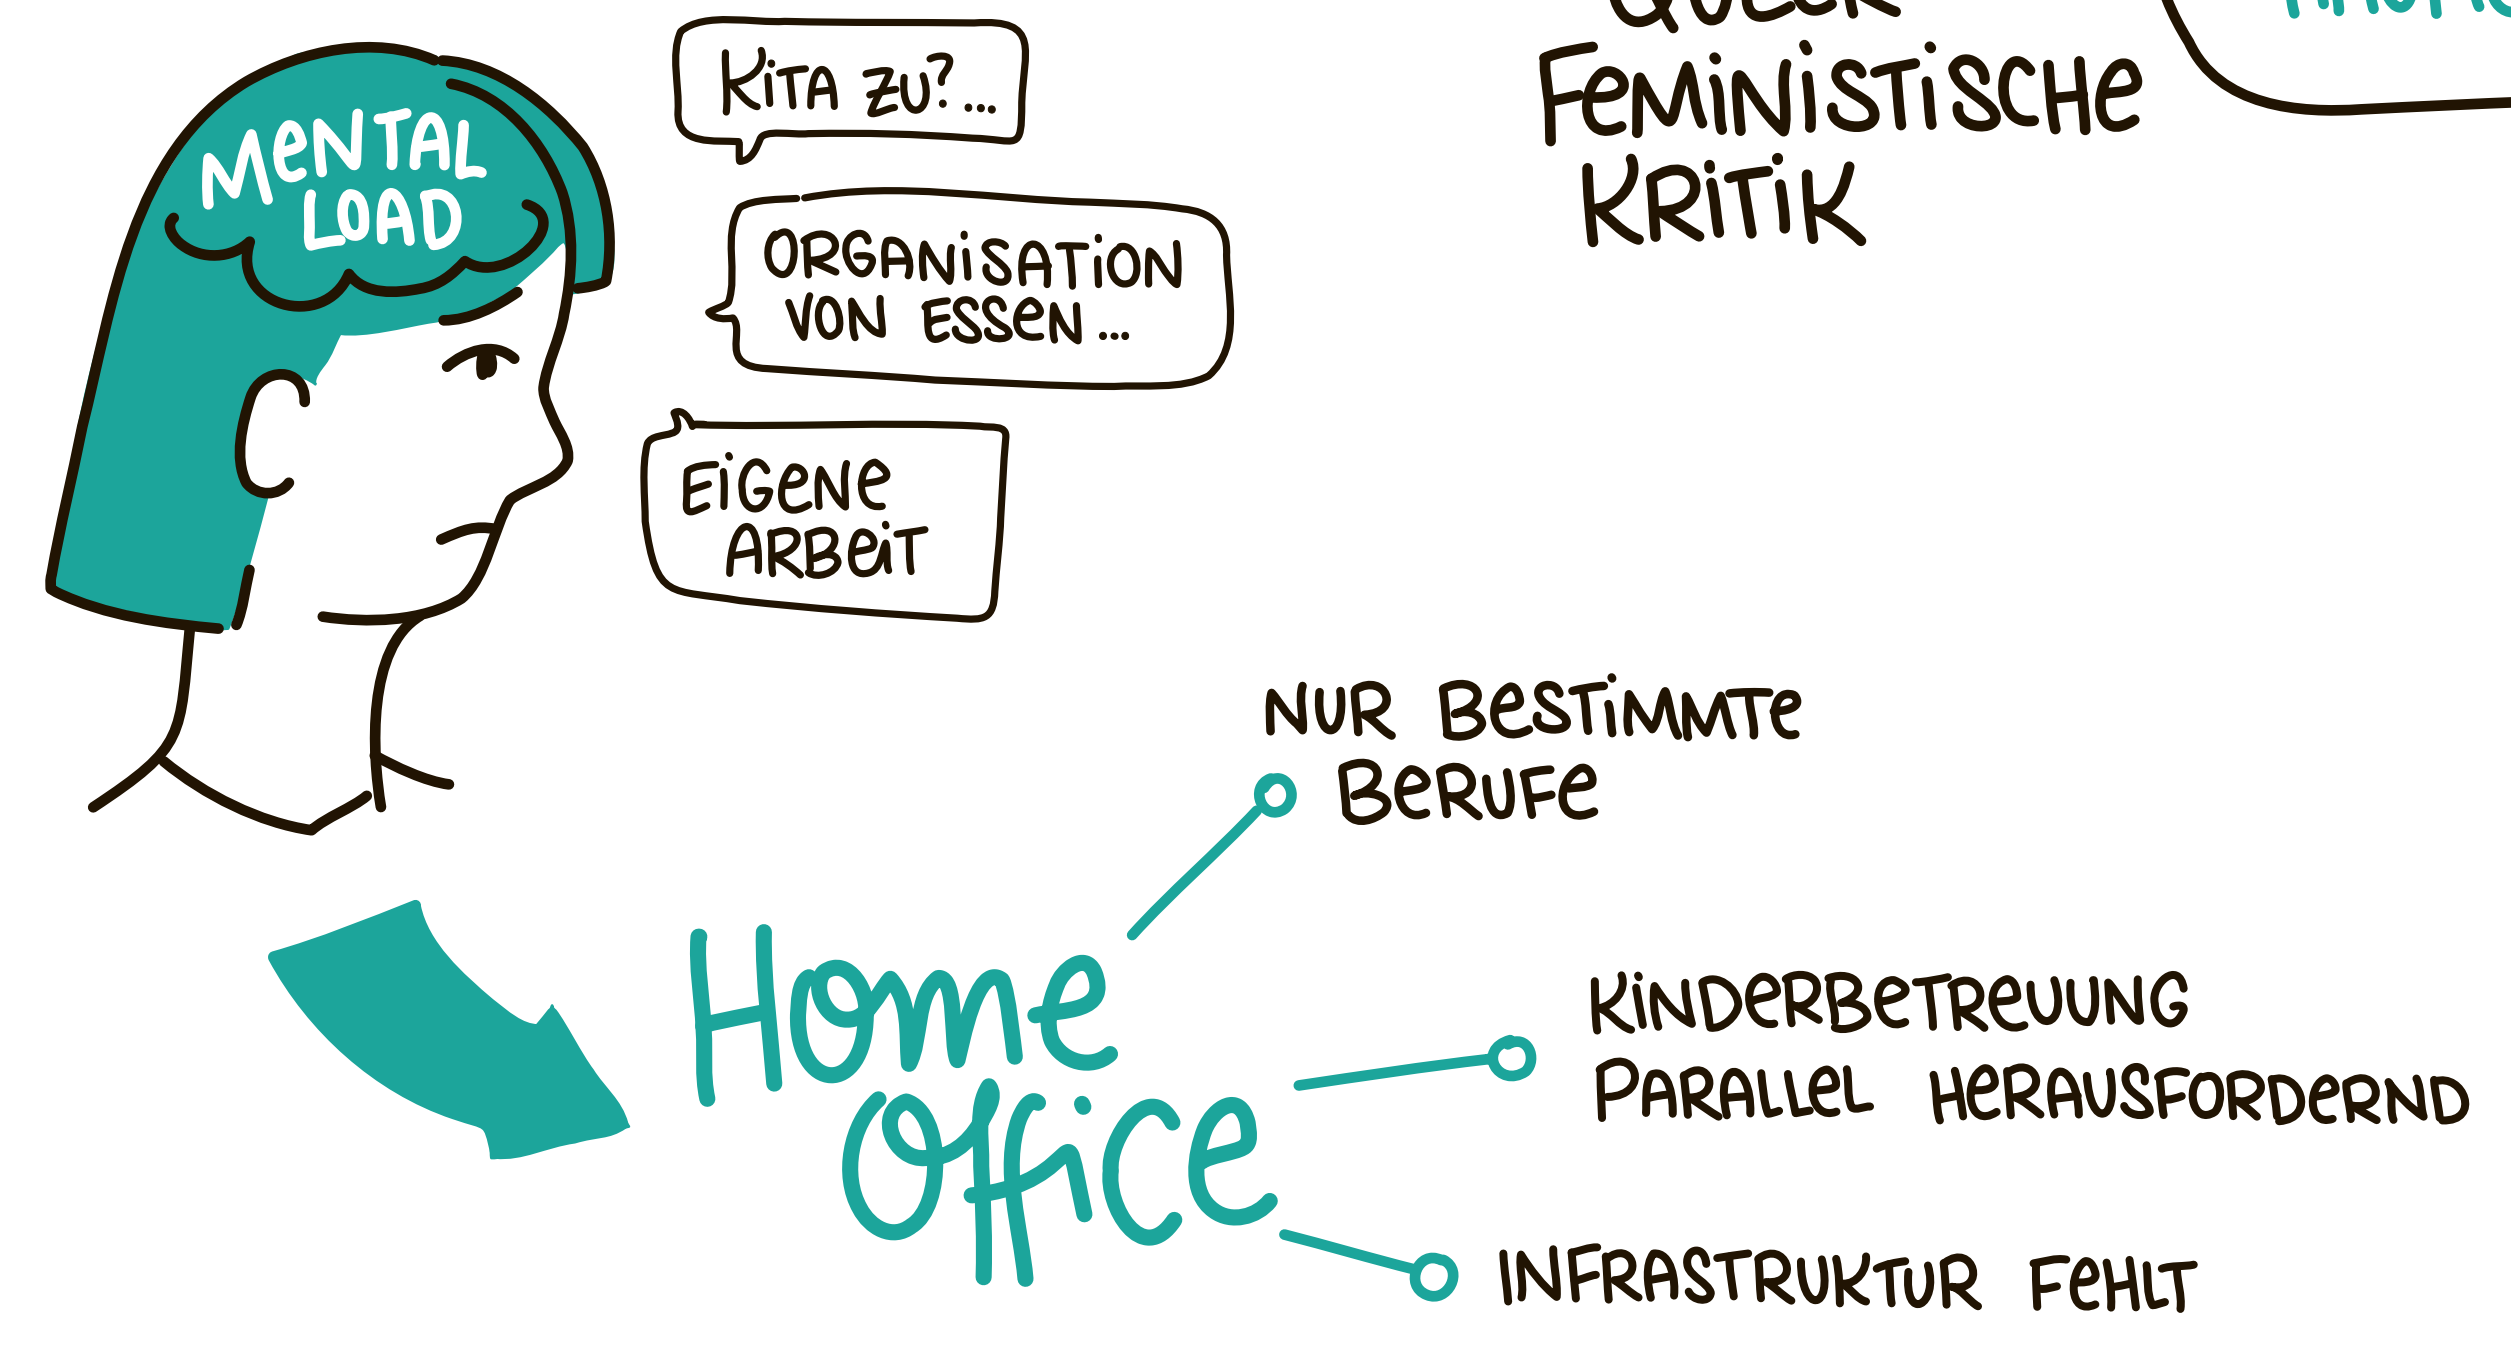 MeNTAL
LOAD
KiTA ZU? ...
ORGANiSATiON
VON ESSeN ...
EiGeNe
ARBeiT
FeMiNiSTiSCHe
KRiTiK
NUR BeSTiMMTe
BeRUFe
Home
Office
KiNDeRBeTReUUNG
PARALLeL HeRAUSFORDeRND
INFRASTRUKTUR FeHLT